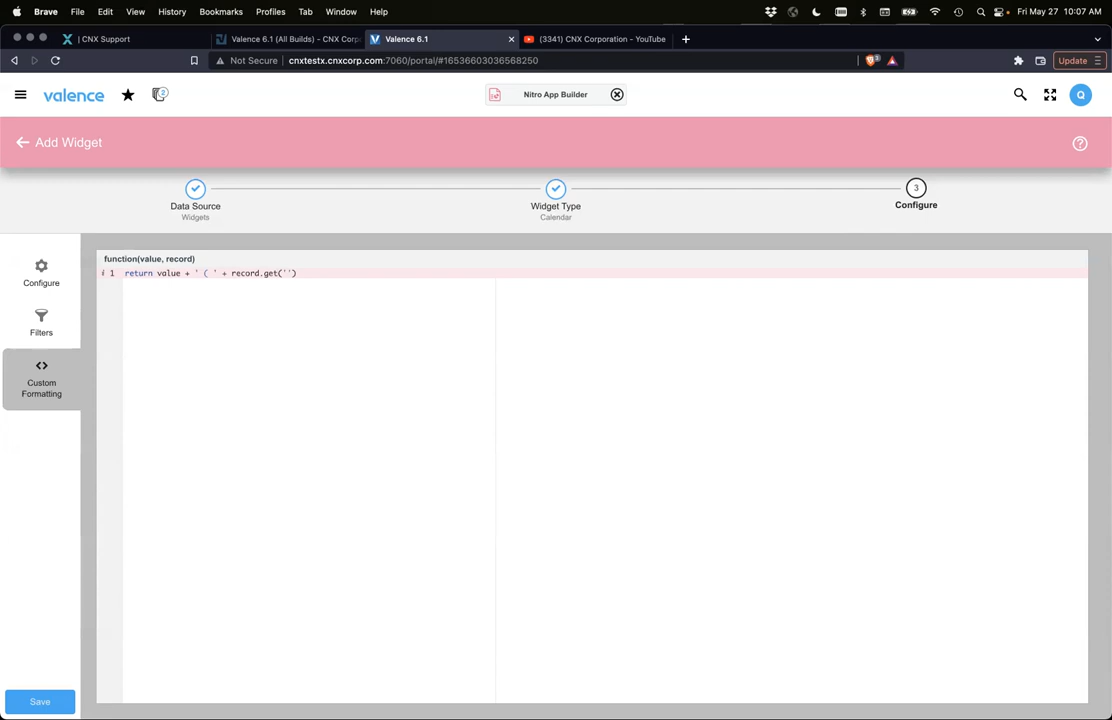 Brave File Edit View History Bookmarks Profiles Tab Window Help Fri May 27 10:07 AM
| CNX Support Valence 6.1 (All Builds) - CNX Corp Valence 6.1 (3341) CNX Corporation - YouTube
Not Secure cnxtestx.cnxcorp.com:7060/portal/#16536603036568250 Update
valence 2 Nitro App Builder Q
Add Widget
3
Data Source Widget Type Configure
Widgets Calendar
function(value, record)
i 1 return value + ' ( ' + record.get('')
Configure
Filters
Custom
Formatting
Save